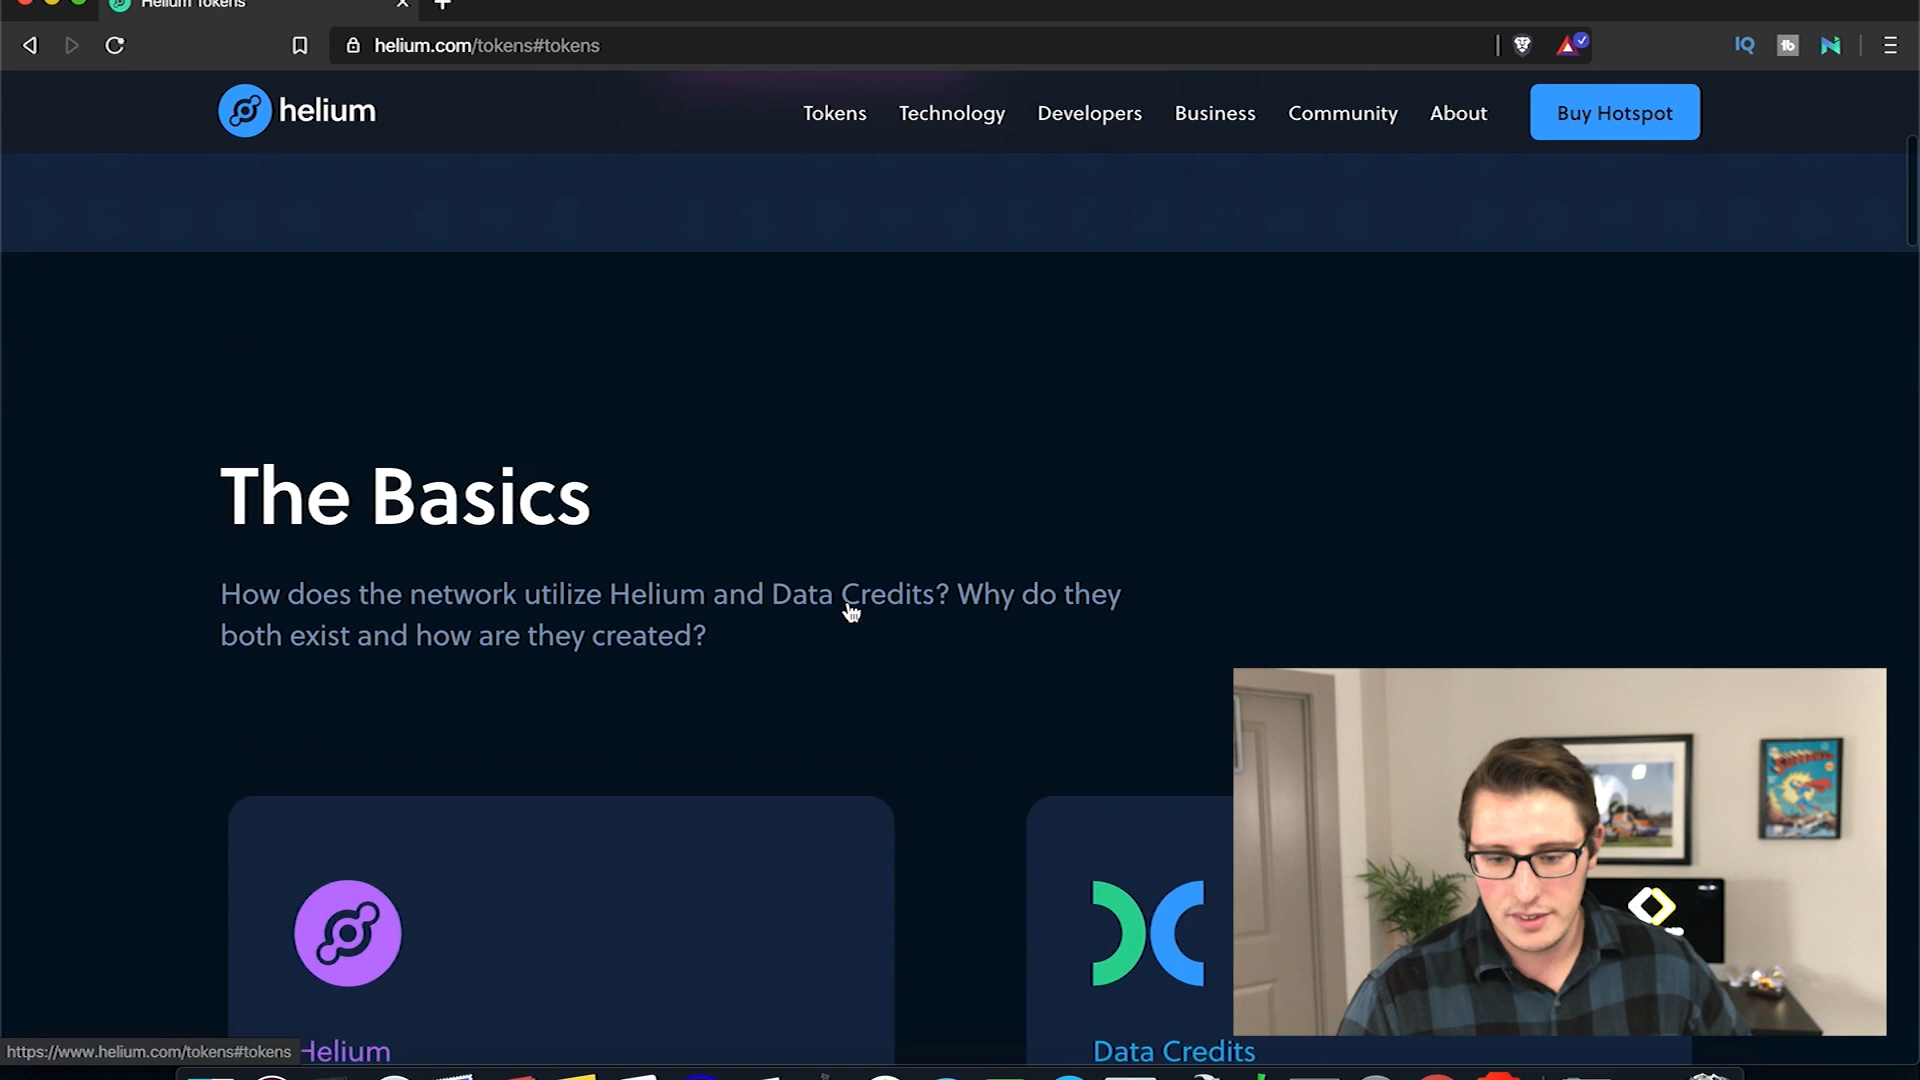 Helium Tokens
helium.com/tokens#tokens
IQ
tb
helium
Tokens
Technology
Developers
Business
Community
About
Buy Hotspot
The Basics
How does the network utilize Helium and Data Credits? Why do they
both exist and how are they created?
Helium
Data Credits
https://www.helium.com/tokens#tokens